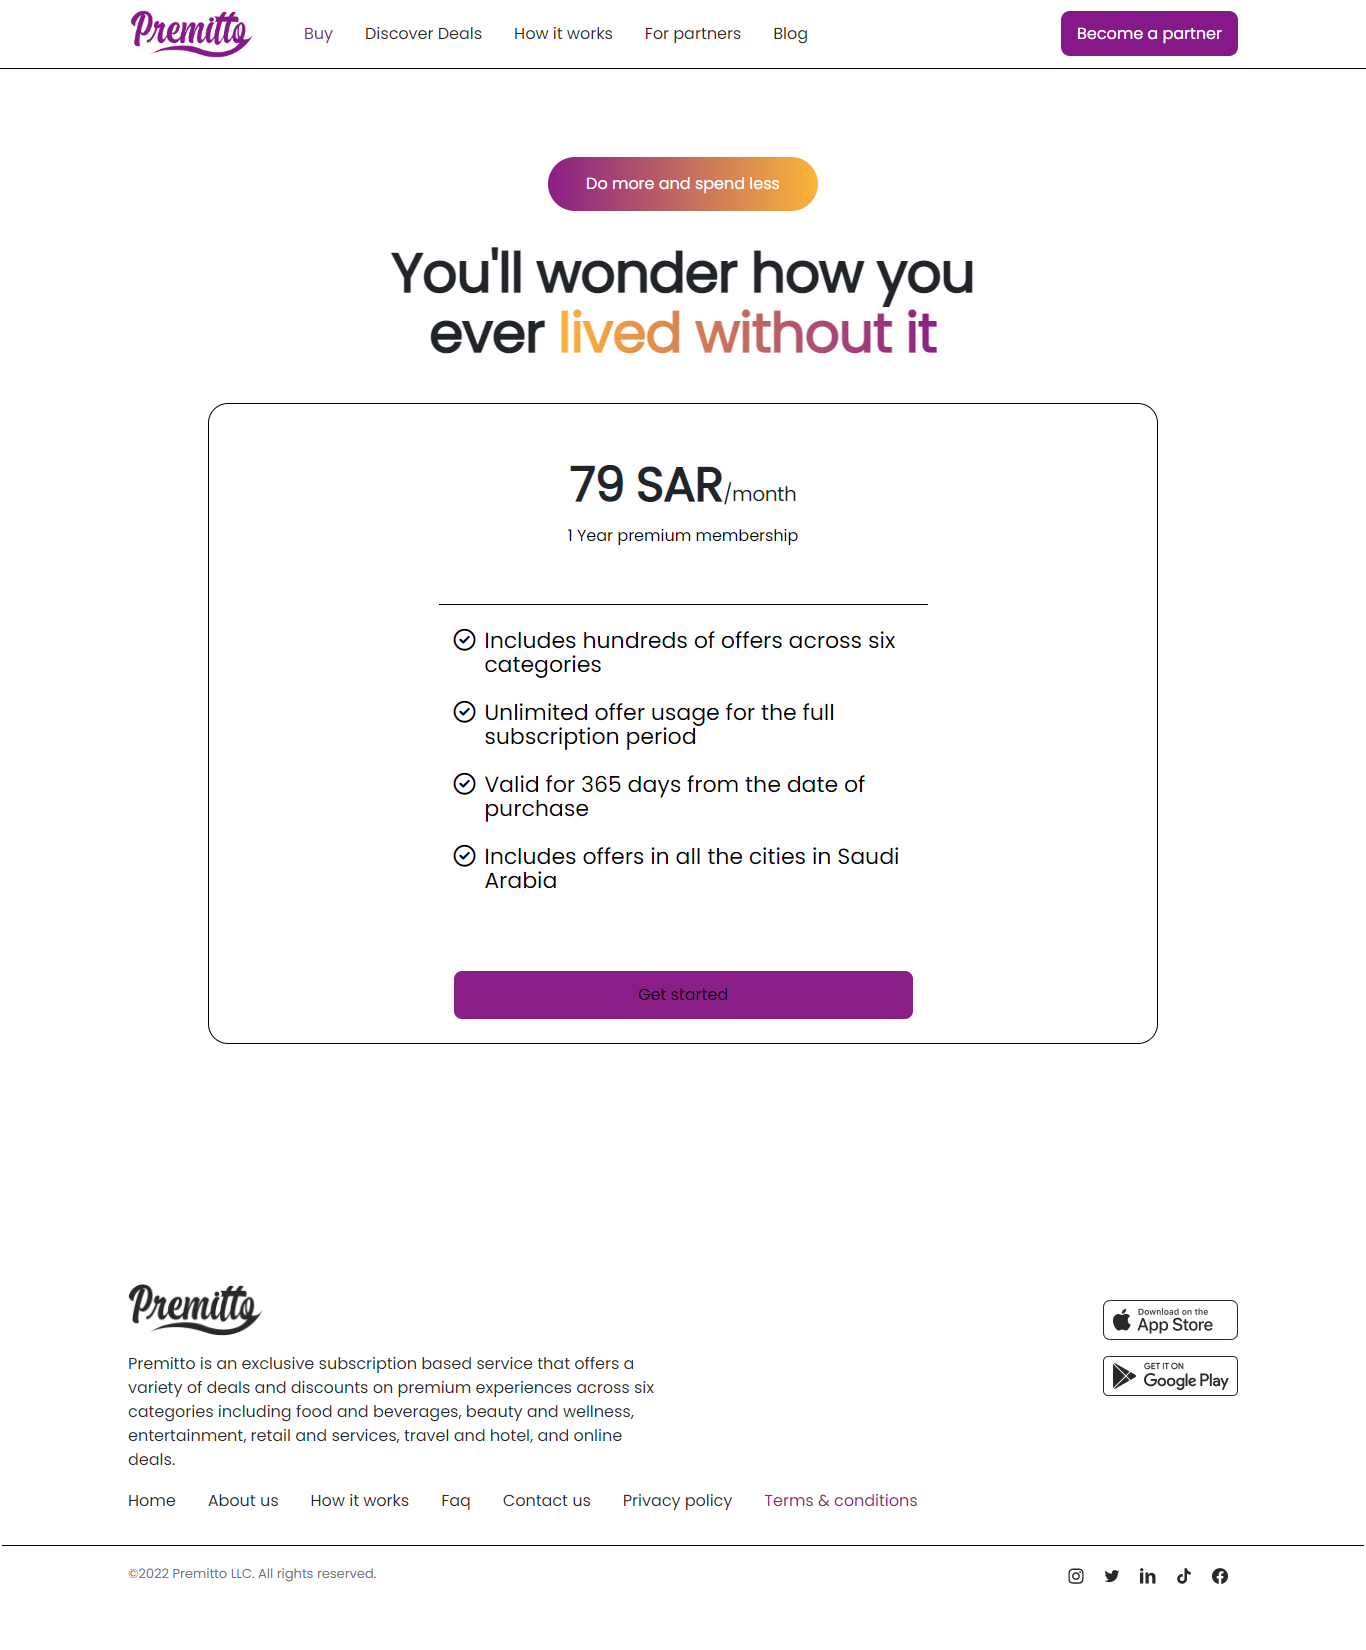 Premitto
Buy
Discover Deals
How it works
For partners
Blog
Become a partner
Do more and spend less
You'll wonder how you
ever lived without it
79 SAR/month
1 Year premium membership
Includes hundreds of offers across six
categories
Unlimited offer usage for the full
subscription period
Valid for 365 days from the date of
purchase
Includes offers in all the cities in Saudi
Arabia
Get started
Premitto
Premitto is an exclusive subscription based service that offers a
variety of deals and discounts on premium experiences across six
categories including food and beverages, beauty and wellness,
entertainment, retail and services, travel and hotel, and online
deals.
Download on the
App Store
GET IT ON
Google Play
Home
About us
How it works
Faq
Contact us
Privacy policy
Terms & conditions
©2022 Premitto LLC. All rights reserved.